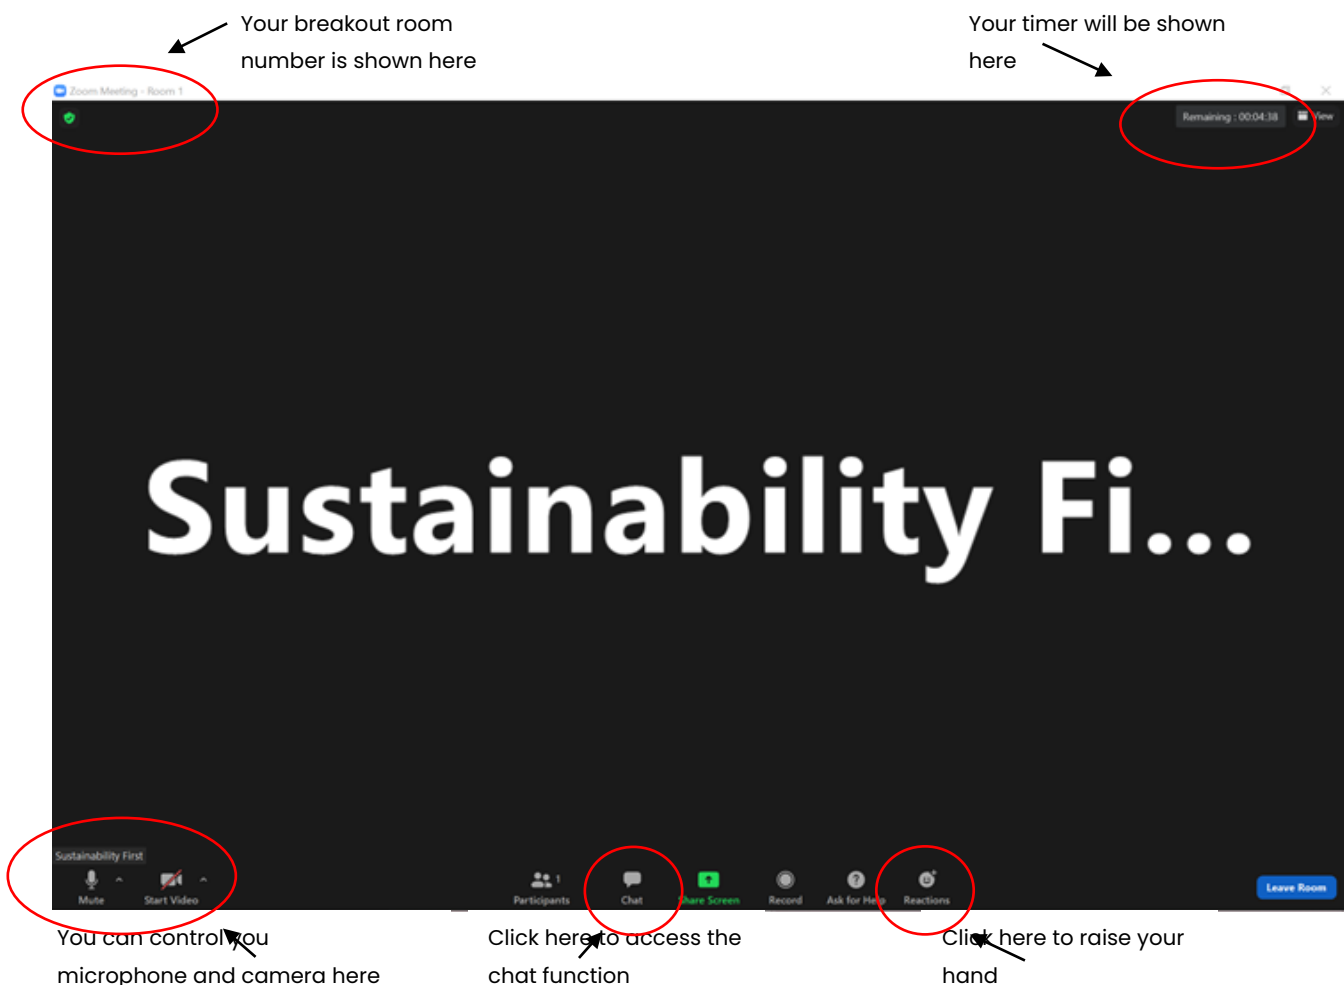 Your breakout room
number is shown here
Your timer will be shown
here
Zoom Meeting - Room 1
Remaining : 00:04:38
View
Sustainability Fi...
Sustainability First
Mute
Start Video
Participants
1
Chat
Share Screen
Record
Ask for Help
Reactions
Leave Room
You can control you
microphone and camera here
Click here to access the
chat function
Click here to raise your
hand